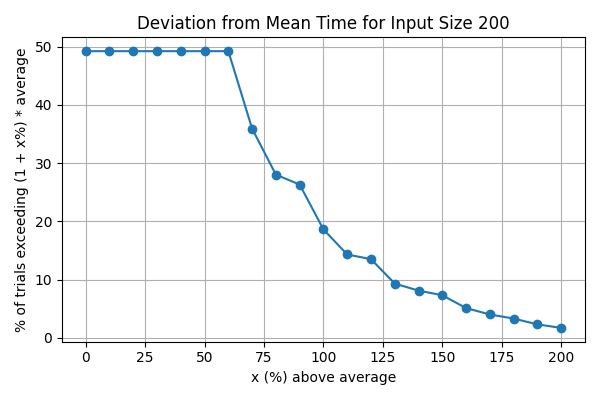 Deviation from Mean Time for Input Size 200
% of trials exceeding (1 + x%) * average
50
40
30
20
10
0
0 25 50 75 100 125 150 175 200
x (%) above average